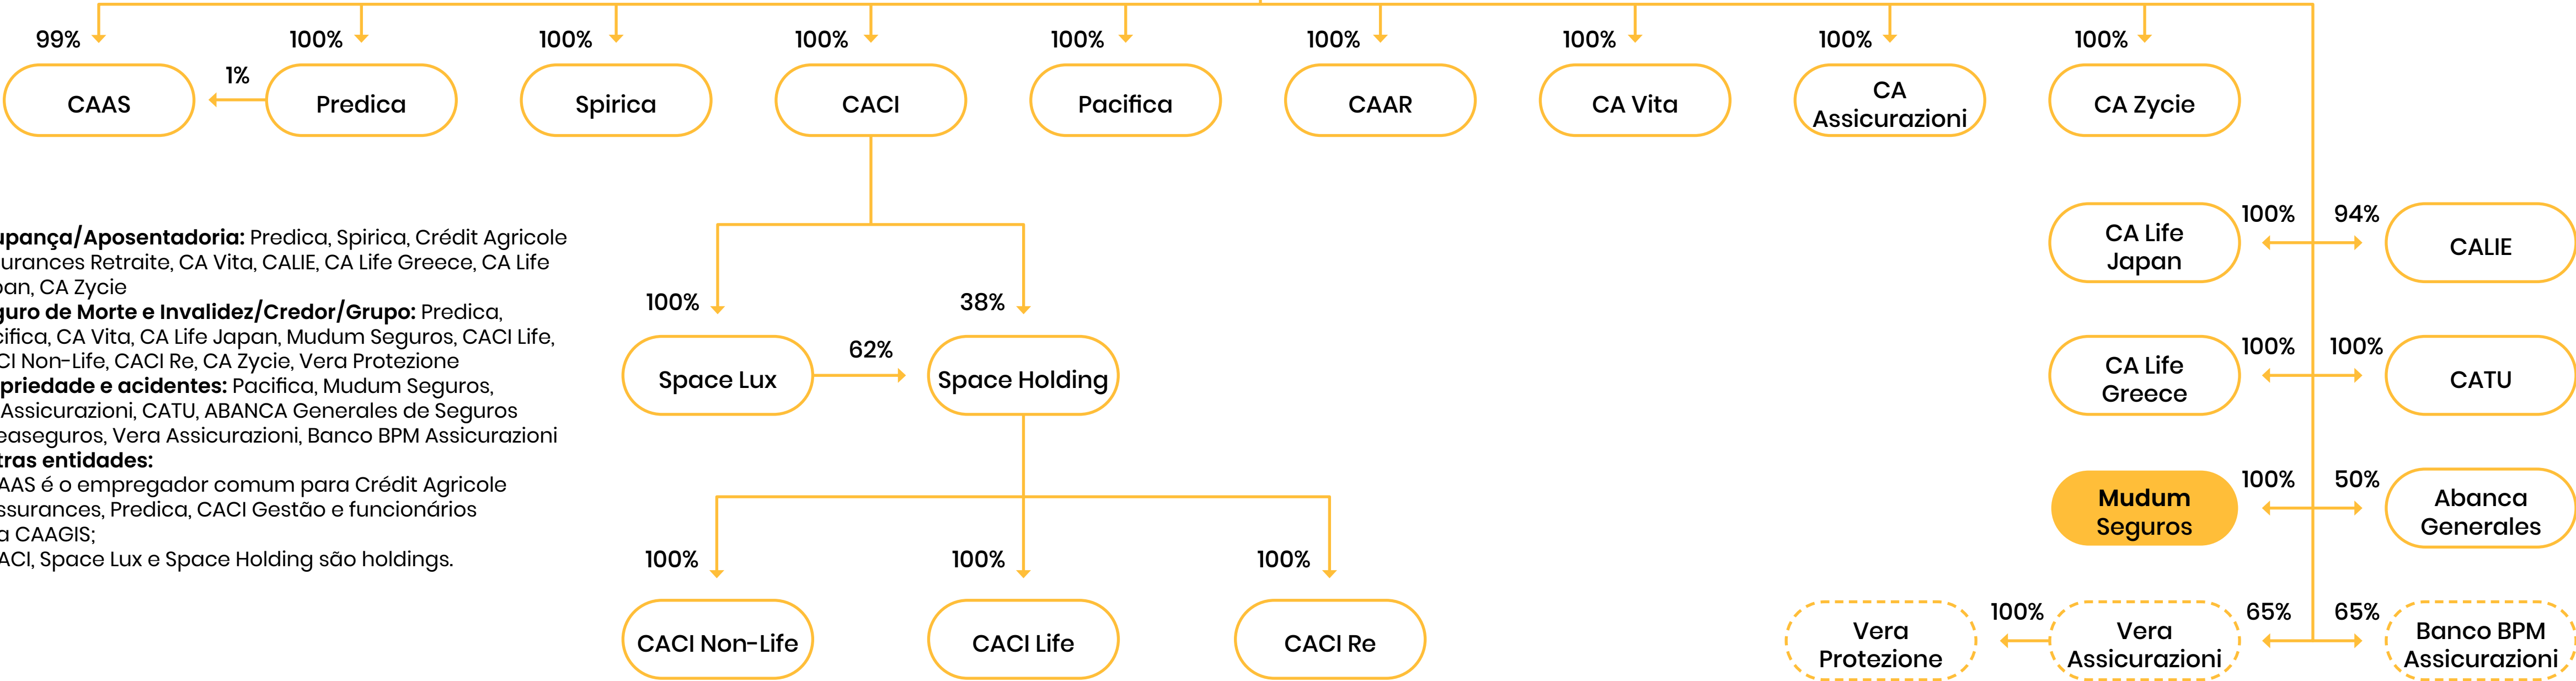 99%
100%
100%
100%
100%
100%
100%
100%
100%
1%
CAAS
Predica
Spirica
CACI
Pacifica
CAAR
CA Vita
CA
Assicurazioni
CA Zycie
upança/Aposentadoria: Predica, Spirica, Crédit Agricole
urances Retraite, CA Vita, CALIE, CA Life Greece, CA Life
an, CA Zycie
guro de Morte e Invalidez/Credor/Grupo: Predica,
cifica, CA Vita, CA Life Japan, Mudum Seguros, CACI Life,
CI Non-Life, CACI Re, CA Zycie, Vera Protezione
priedade e acidentes: Pacifica, Mudum Seguros,
Assicurazioni, CATU, ABANCA Generales de Seguros
easeguros, Vera Assicurazioni, Banco BPM Assicurazioni
tras entidades:
AAS é o empregador comum para Crédit Agricole
ssurances, Predica, CACI Gestão e funcionários
a CAAGIS;
ACI, Space Lux e Space Holding são holdings.
100%
38%
Space Lux
62%
Space Holding
100%
100%
100%
CACI Non-Life
CACI Life
CACI Re
CA Life
Japan
100%
94%
CALIE
CA Life
Greece
100%
100%
CATU
Mudum
Seguros
100%
50%
Abanca
Generales
Vera
Protezione
100%
Vera
Assicurazioni
65%
65%
Banco BPM
Assicurazioni